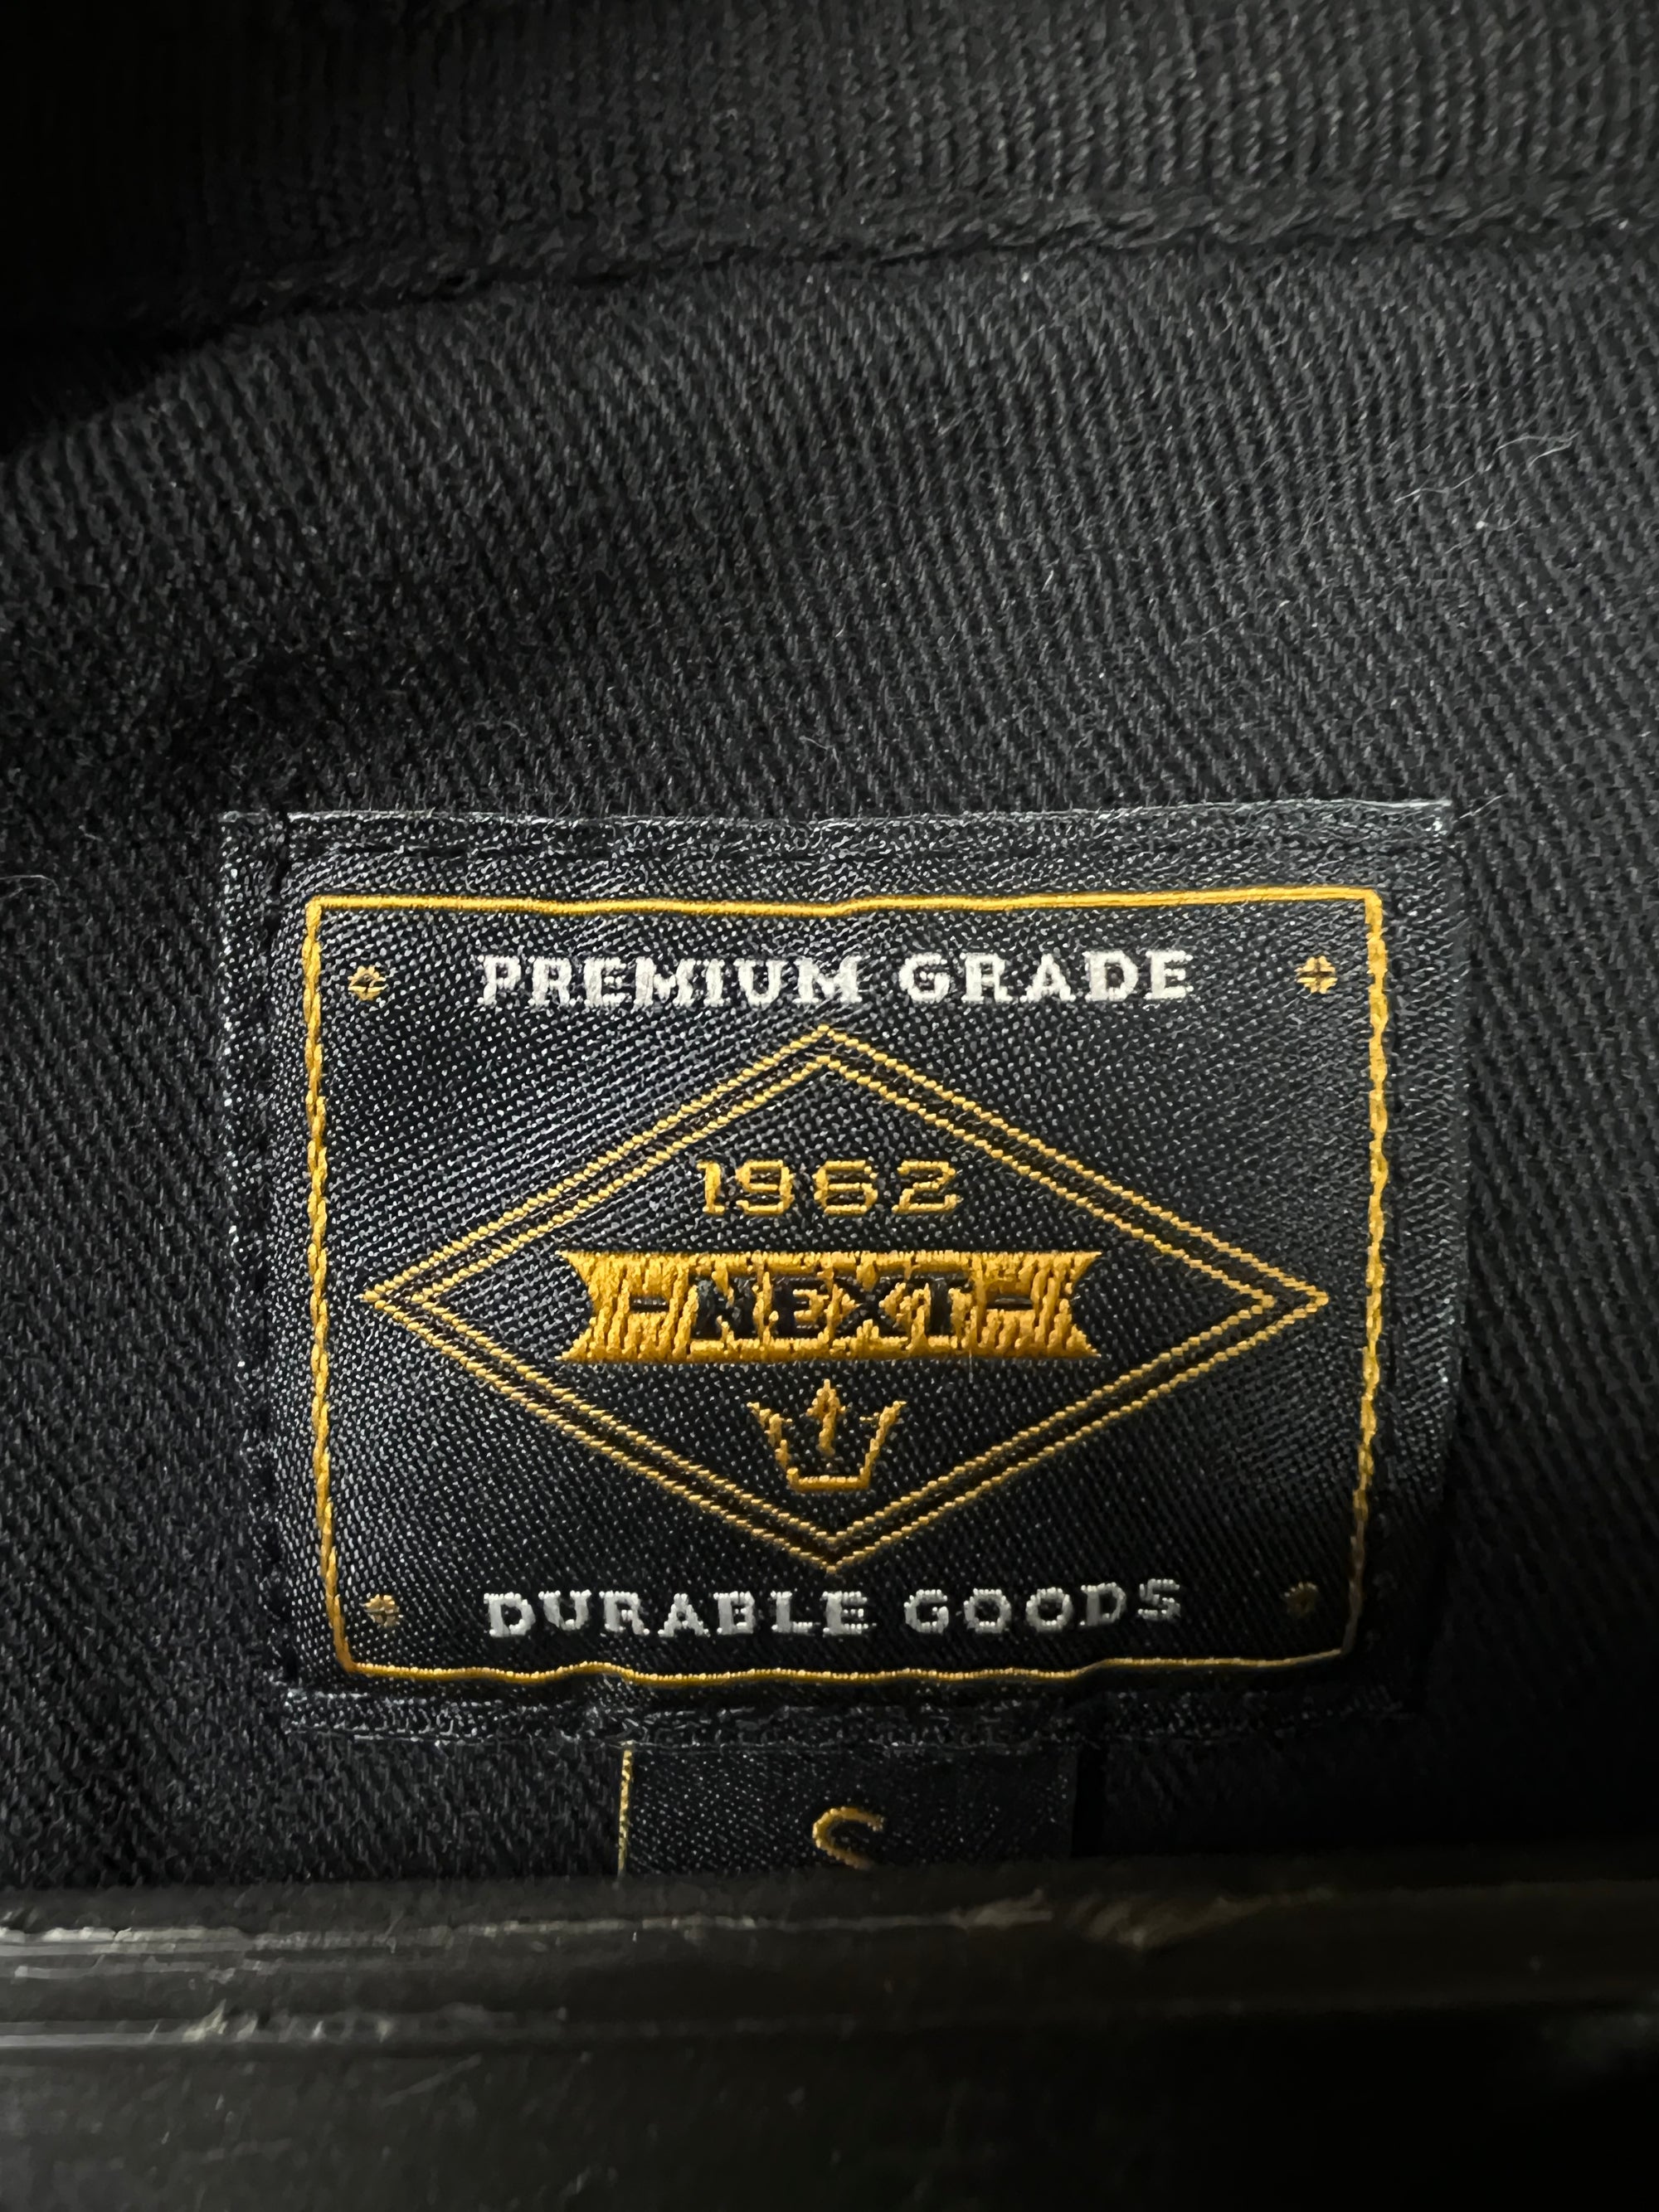 PREMIUM GRADE
1962
-NEXT-
DURABLE GOODS
S